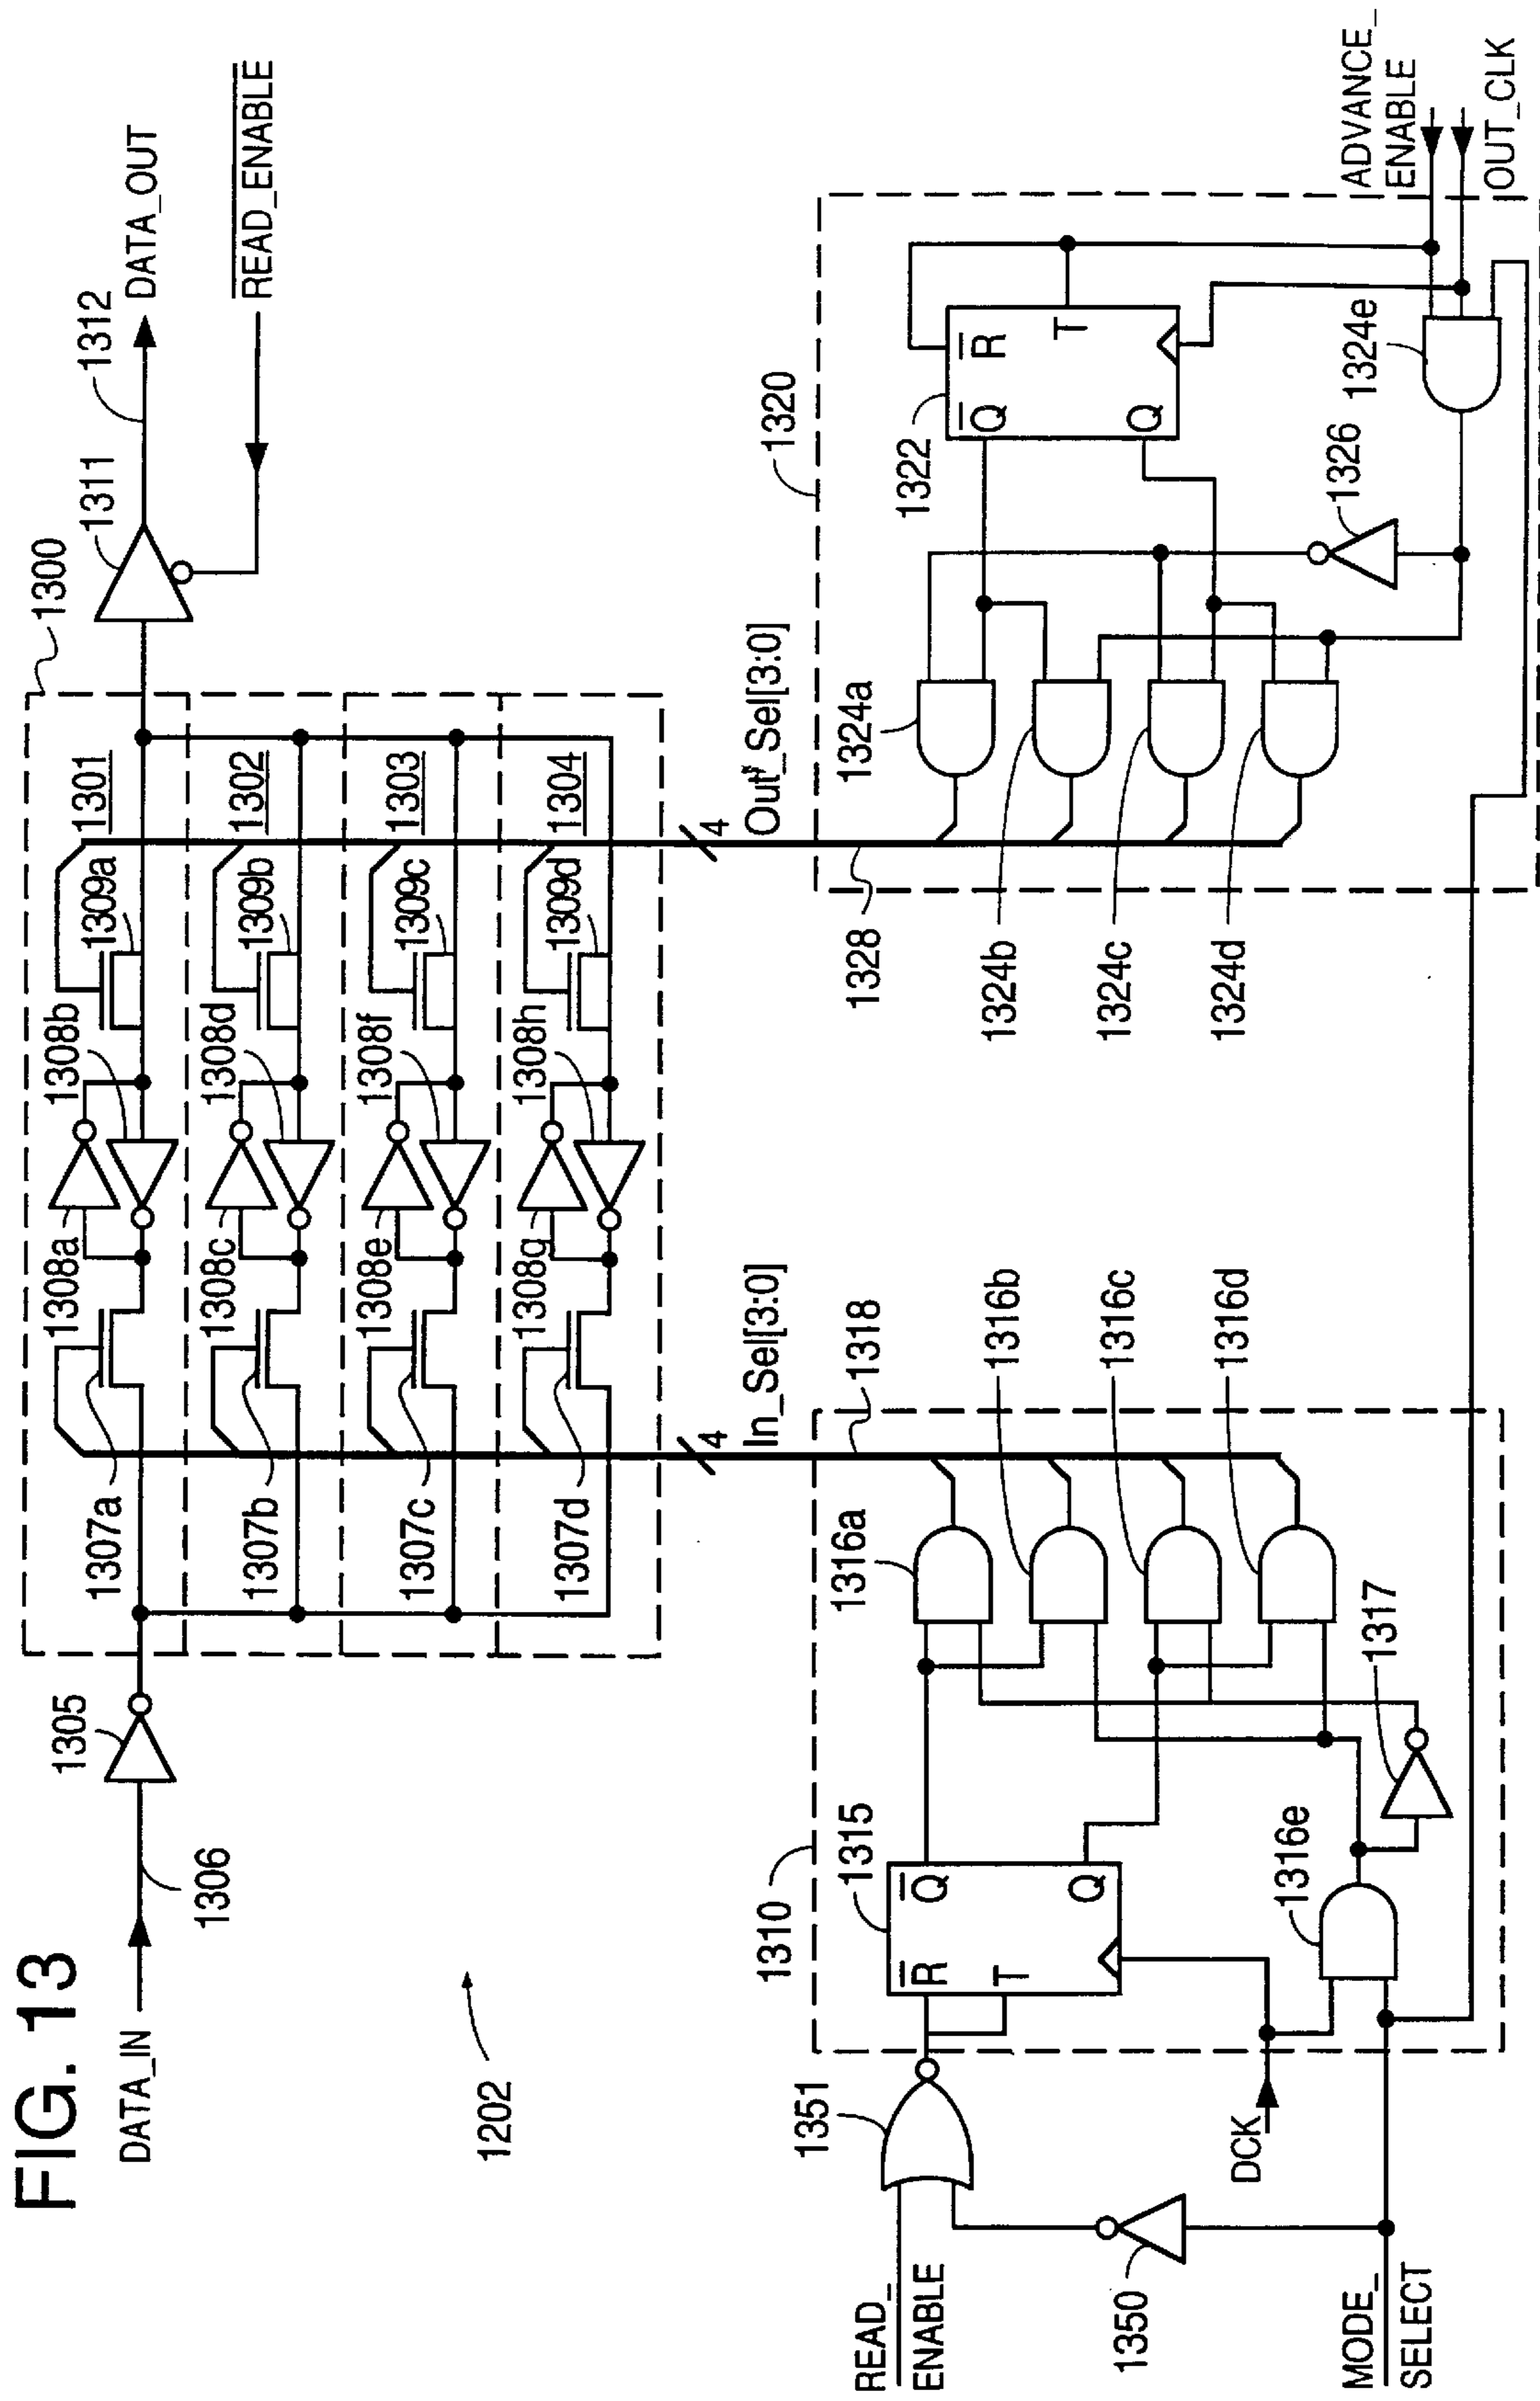 FIG. 13
DATA_IN
1306
1305
1202
1300
1301
1302
1303
1304
1307a
1307b
1307c
1307d
1308a
1308b
1308c
1308d
1308e
1308f
1308g
1308h
1309a
1309b
1309c
1309d
1311
1312
DATA_OUT
READ_ENABLE
4
In_Sel[3:0]
4
Out_Sel[3:0]
READ_
ENABLE
1351
1350
MODE_
SELECT
DCK
1310
1315
R
T
Q
Q
1316a
1316b
1316c
1316d
1316e
1317
1318
1320
1322
Q
R
T
Q
1324a
1324b
1324c
1324d
1324e
1326
1328
ADVANCE_
ENABLE
OUT_CLK